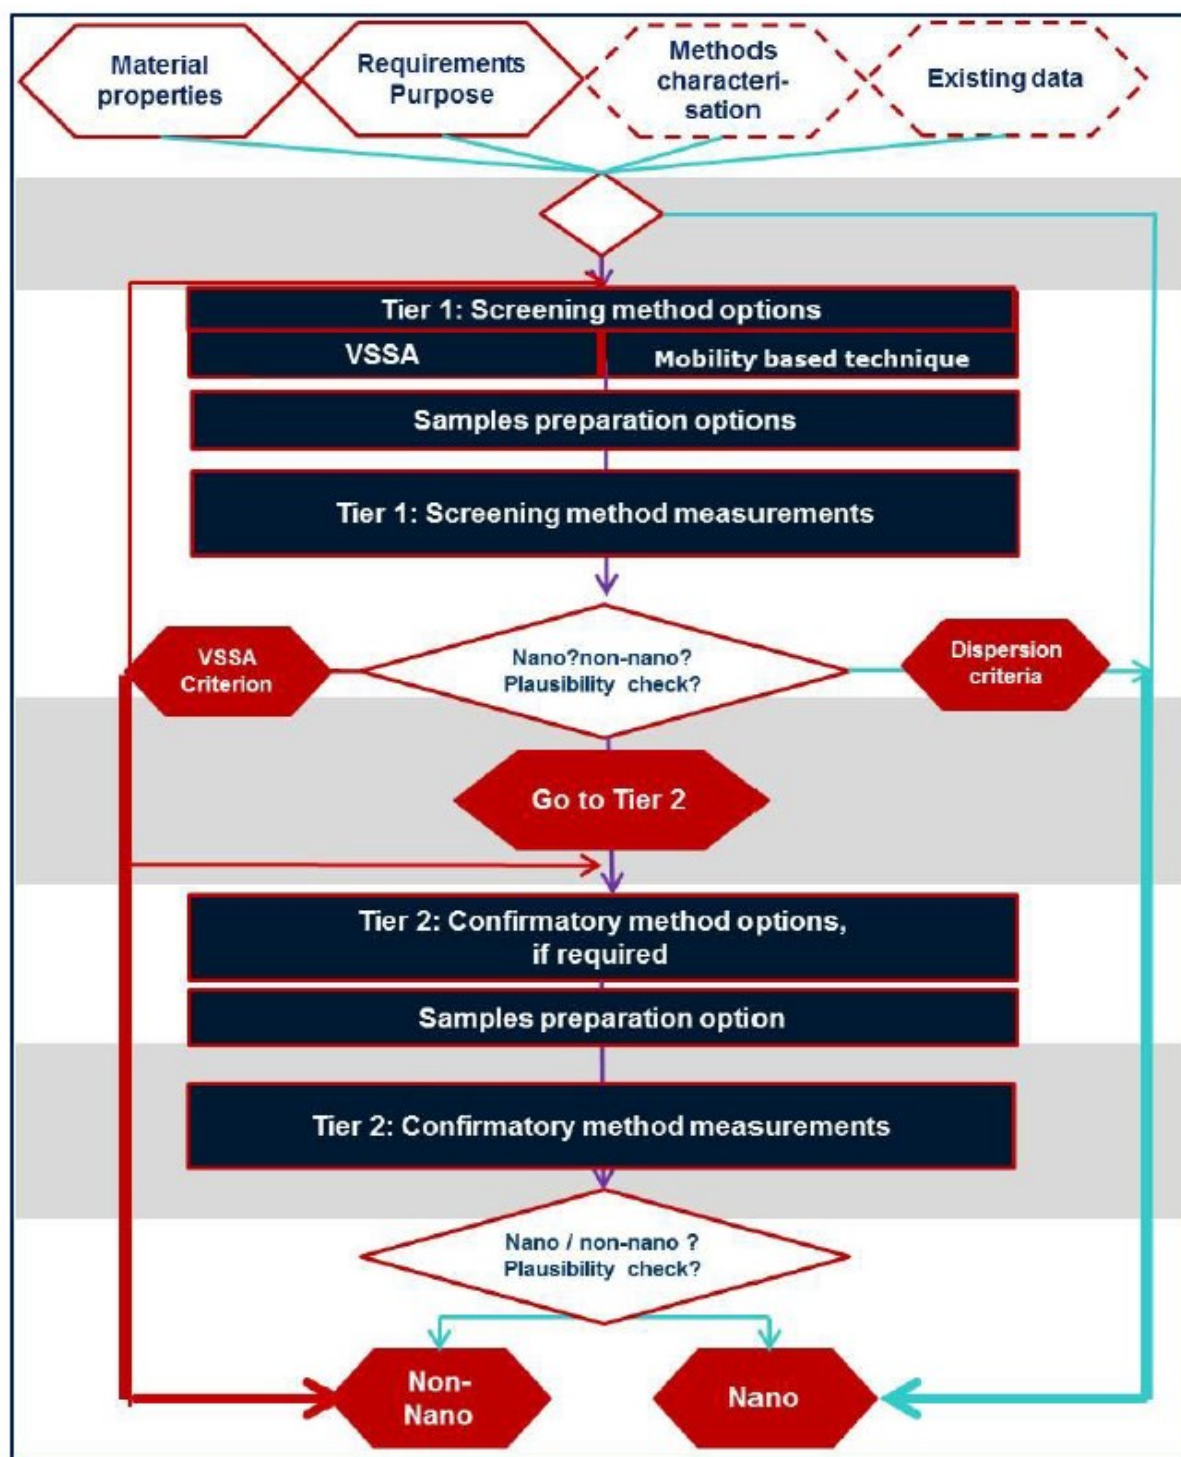 Material
properties
Requirements
Purpose
Methods
characteri-
sation
Existing data
Tier 1: Screening method options
VSSA
Mobility based technique
Samples preparation options
Tier 1: Screening method measurements
VSSA
Criterion
Nano?non-nano?
Plausibility check?
Dispersion
criteria
Go to Tier 2
Tier 2: Confirmatory method options,
if required
Samples preparation option
Tier 2: Confirmatory method measurements
Nano / non-nano ?
Plausibility check?
Non-
Nano
Nano